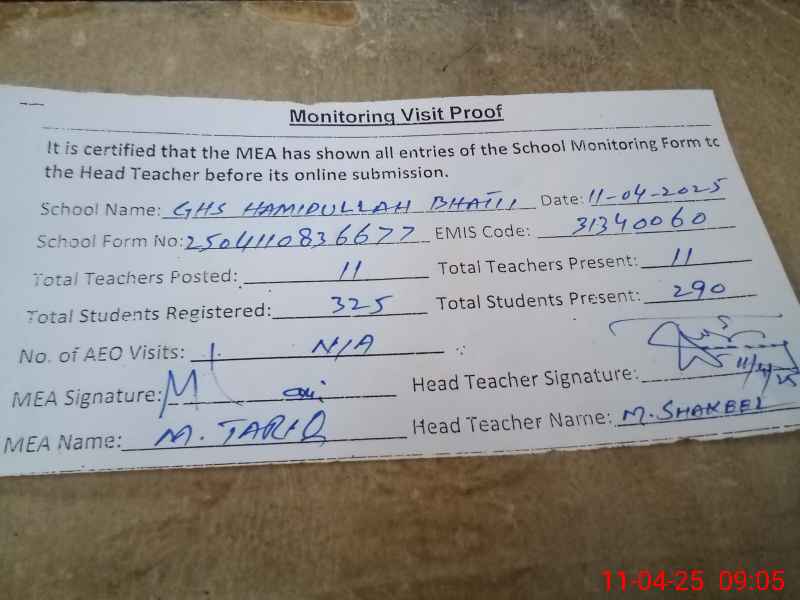 Monitoring Visit Proof
It is certified that the MEA has shown all entries of the School Monitoring Form to
the Head Teacher before its online submission.
School Name: GHS HAMIDULLAH BHATTI Date: 11-04-2025
School Form No: 2504110836677 EMIS Code: 31340060
Total Teachers Posted: 11 Total Teachers Present: 11
Total Students Registered: 325 Total Students Present: 290
No. of AEO Visits: N/A
MEA Signature: Head Teacher Signature: 11/4/25
MEA Name: M. TARIQ Head Teacher Name: M. SHAKEEL
11-04-25 09:05